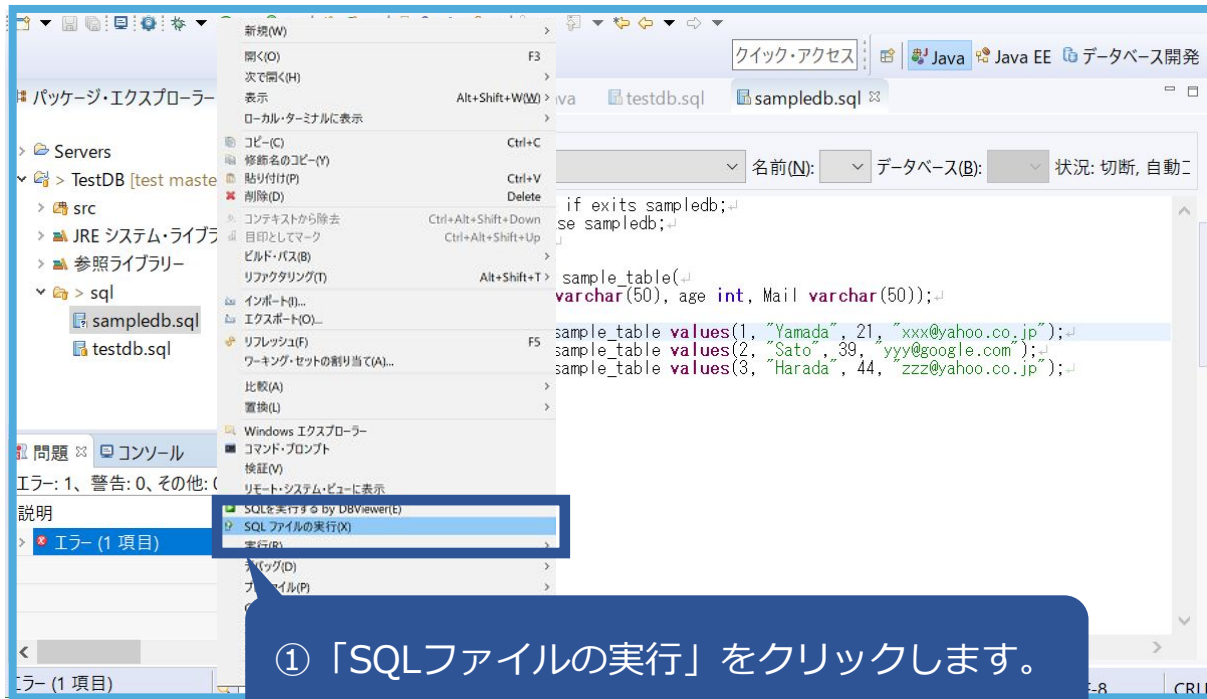 新規(W) >
クイック・アクセス Java Java EE データベース開発
開く(O) F3
次で開く(H) >
パッケージ・エクスプローラー
表示 Alt+Shift+W(W) >
va testdb.sql sampledb.sql
ローカル・ターミナルに表示 >
コピー(C) Ctrl+C
> Servers
修飾名のコピー(Y)
名前(N): データベース(B): 状況: 切断, 自動
貼り付け(P) Ctrl+V
> TestDB [test maste
削除(D) Delete
if exits sampledb;
> src
コンテキストから除去 Ctrl+Alt+Shift+Down
se sampledb;
> JRE システム・ライブラ
目印としてマーク Ctrl+Alt+Shift+Up
ビルド・パス(B) >
> 参照ライブラリー
リファクタリング(T) Alt+Shift+T >
sample_table(
> sql
インポート(I)...
varchar(50), age int, Mail varchar(50));
sampledb.sql
エクスポート(O)...
testdb.sql
リフレッシュ(F) F5
sample_table values(1, "Yamada", 21, "xxx@yahoo.co.jp");
sample_table values(2, "Sato", 39, "yyy@google.com");
ワーキング・セットの割り当て(A)...
sample_table values(3, "Harada", 44, "zzz@yahoo.co.jp");
比較(A) >
置換(L) >
Windows エクスプローラー
問題 コンソール
コマンド・プロンプト
検証(V)
エラー: 1、警告: 0、その他:
リモート・システム・ビューに表示
説明
SQLを実行する by DBViewer(E)
SQL ファイルの実行(X)
エラー (1 項目)
実行(R) >
デバッグ(D) >
プロファイル(P) >
①「SQLファイルの実行」をクリックします。
エラー (1 項目)
-8 CRL